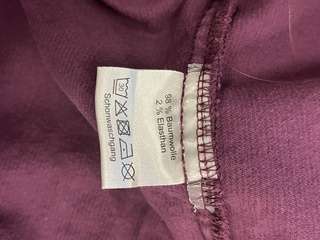 98 % Baumwolle
2 % Elasthan
30
Schonwaschgang